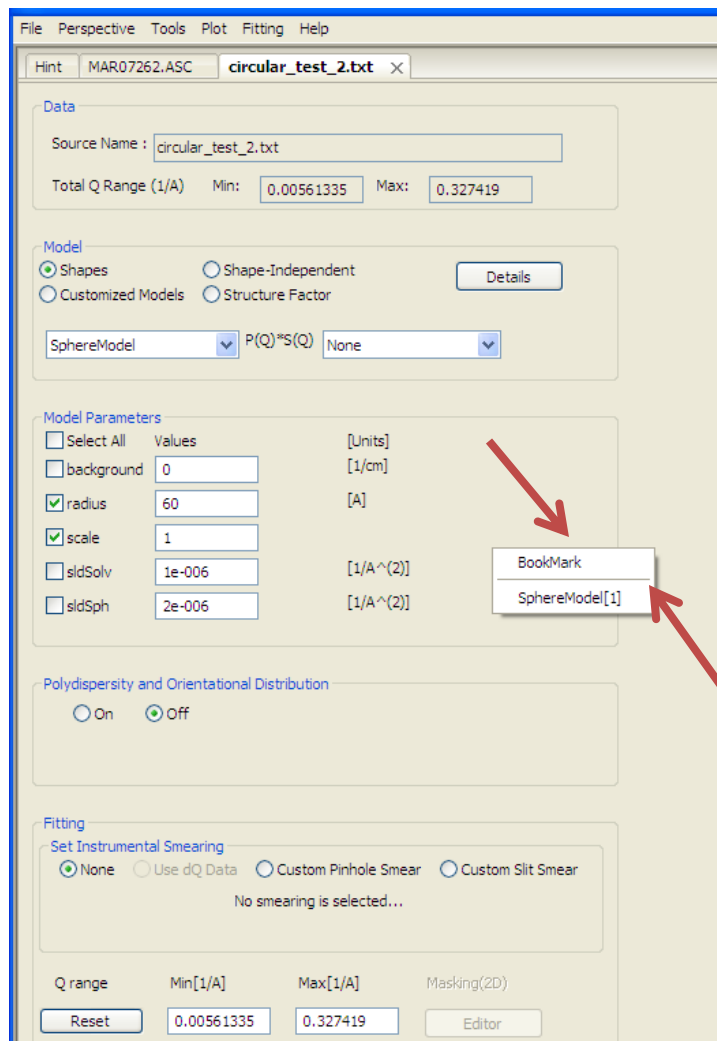 File Perspective Tools Plot Fitting Help
Hint MAR07262.ASC circular_test_2.txt
Data
Source Name : circular_test_2.txt
Total Q Range (1/A) Min: 0.00561335 Max: 0.327419
Model
Shapes Shape-Independent Details
Customized Models Structure Factor
SphereModel P(Q)*S(Q) None
Model Parameters
Select All Values [Units]
background 0 [1/cm]
radius 60 [A]
scale 1
BookMark
sldSolv 1e-006 [1/A^(2)]
SphereModel[1]
sldSph 2e-006 [1/A^(2)]
Polydispersity and Orientational Distribution
On Off
Fitting
Set Instrumental Smearing
None Use dQ Data Custom Pinhole Smear Custom Slit Smear
No smearing is selected...
Q range Min[1/A] Max[1/A] Masking(2D)
Reset 0.00561335 0.327419 Editor